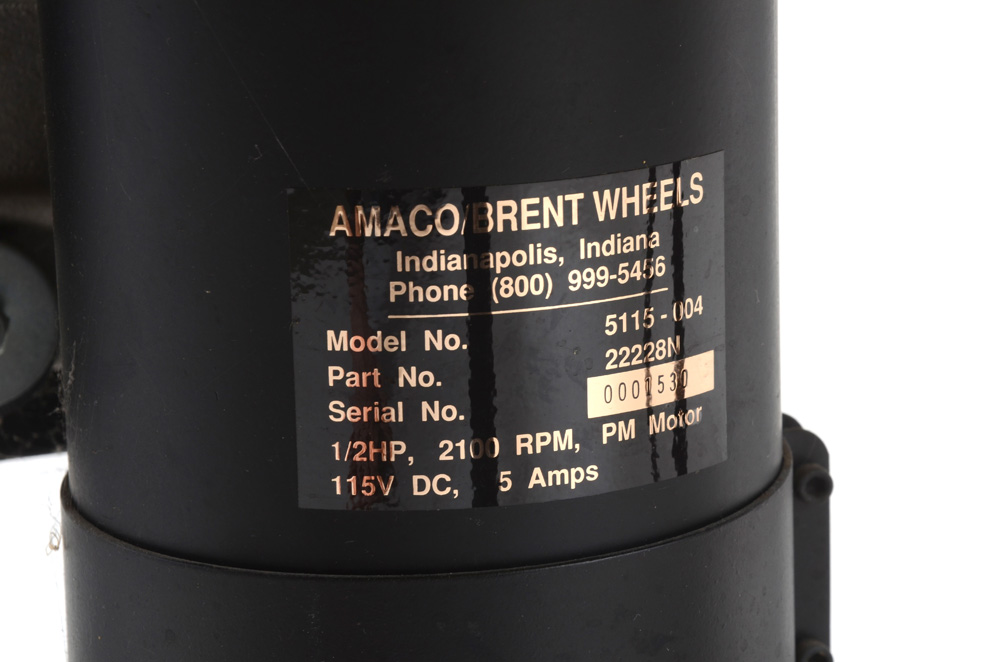 AMACO/BRENT WHEELS
Indianapolis, Indiana
Phone (800) 999-5456
Model No. 5115-004
Part No. 22228N
Serial No. 0001530
1/2HP, 2100 RPM, PM Motor
115V DC, 5 Amps